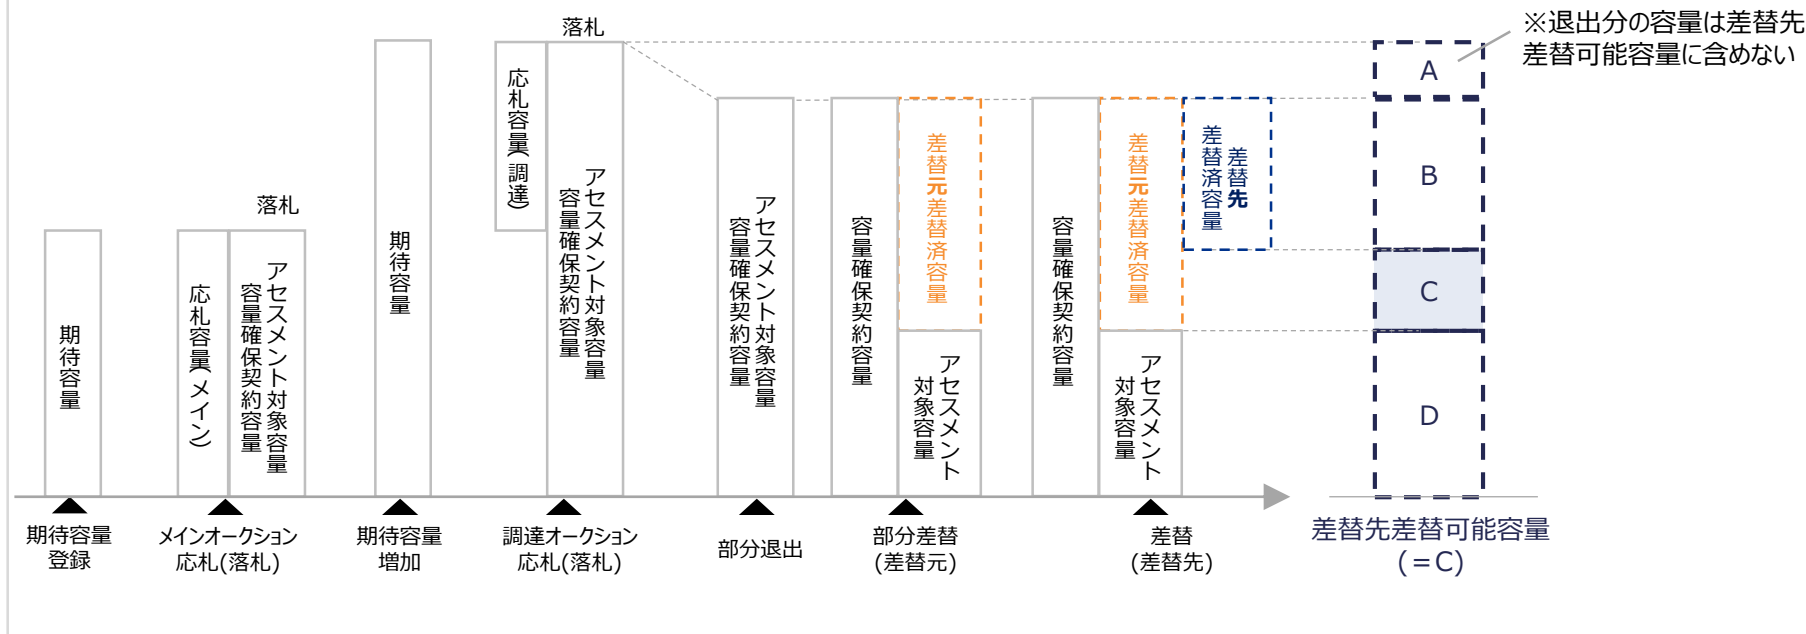 ※退出分の容量は差替先
差替可能容量に含めない
落札
落札
期待容量
応札容量(メイン)
アセスメント対象容量
容量確保契約容量
期待容量
応札容量(調達)
アセスメント対象容量
容量確保契約容量
アセスメント対象容量
容量確保契約容量
容量確保契約容量
差替元差替済容量
アセスメント
対象容量
容量確保契約容量
差替元差替済容量
アセスメント
対象容量
差替先
差替済容量
A
B
C
D
期待容量
登録
メインオークション
応札(落札)
期待容量
増加
調達オークション
応札(落札)
部分退出
部分差替
(差替元)
差替
(差替先)
差替先差替可能容量
(=C)